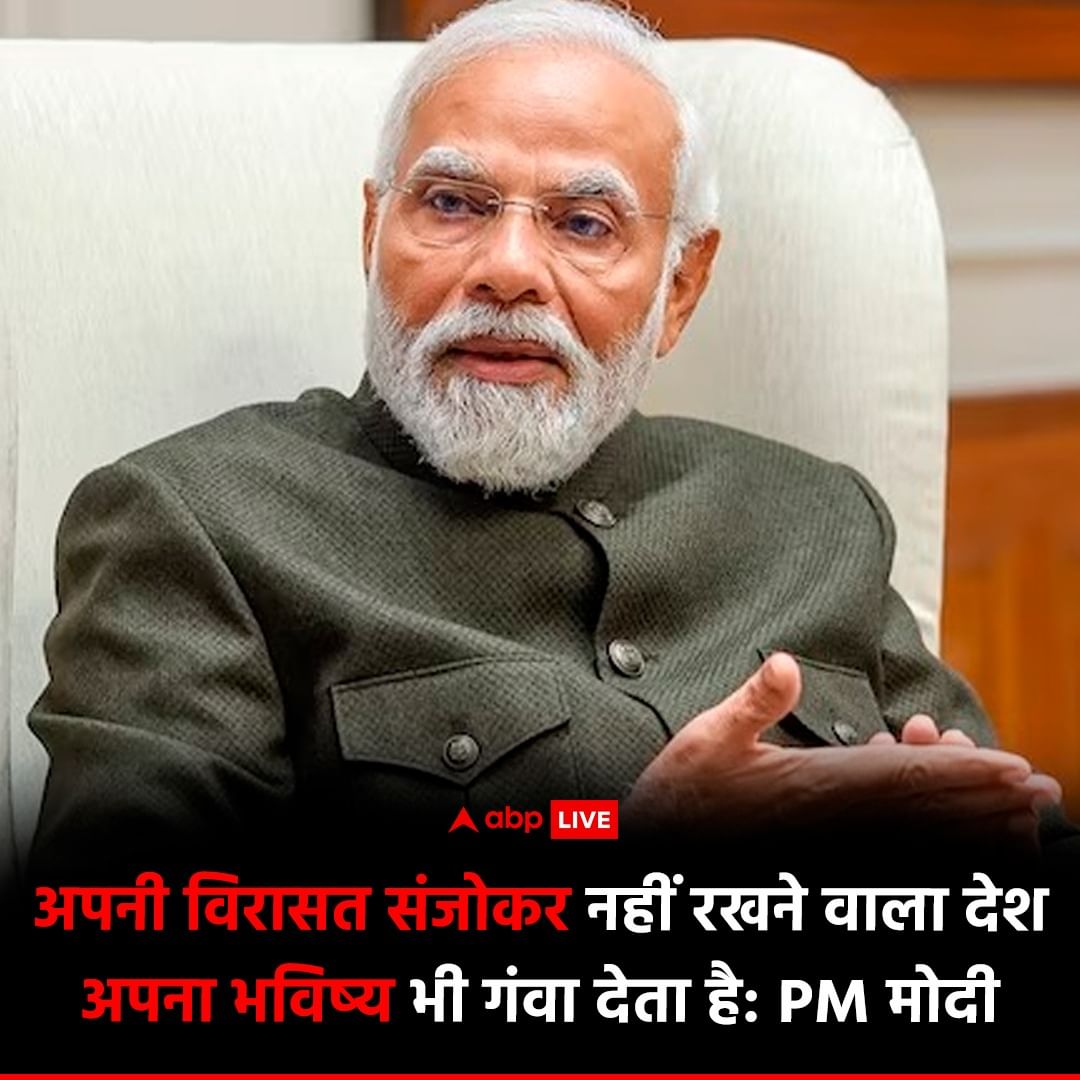 abp LIVE
अपनी विरासत संजोकर नहीं रखने वाला देश
अपना भविष्य भी गंवा देता है: PM मोदी